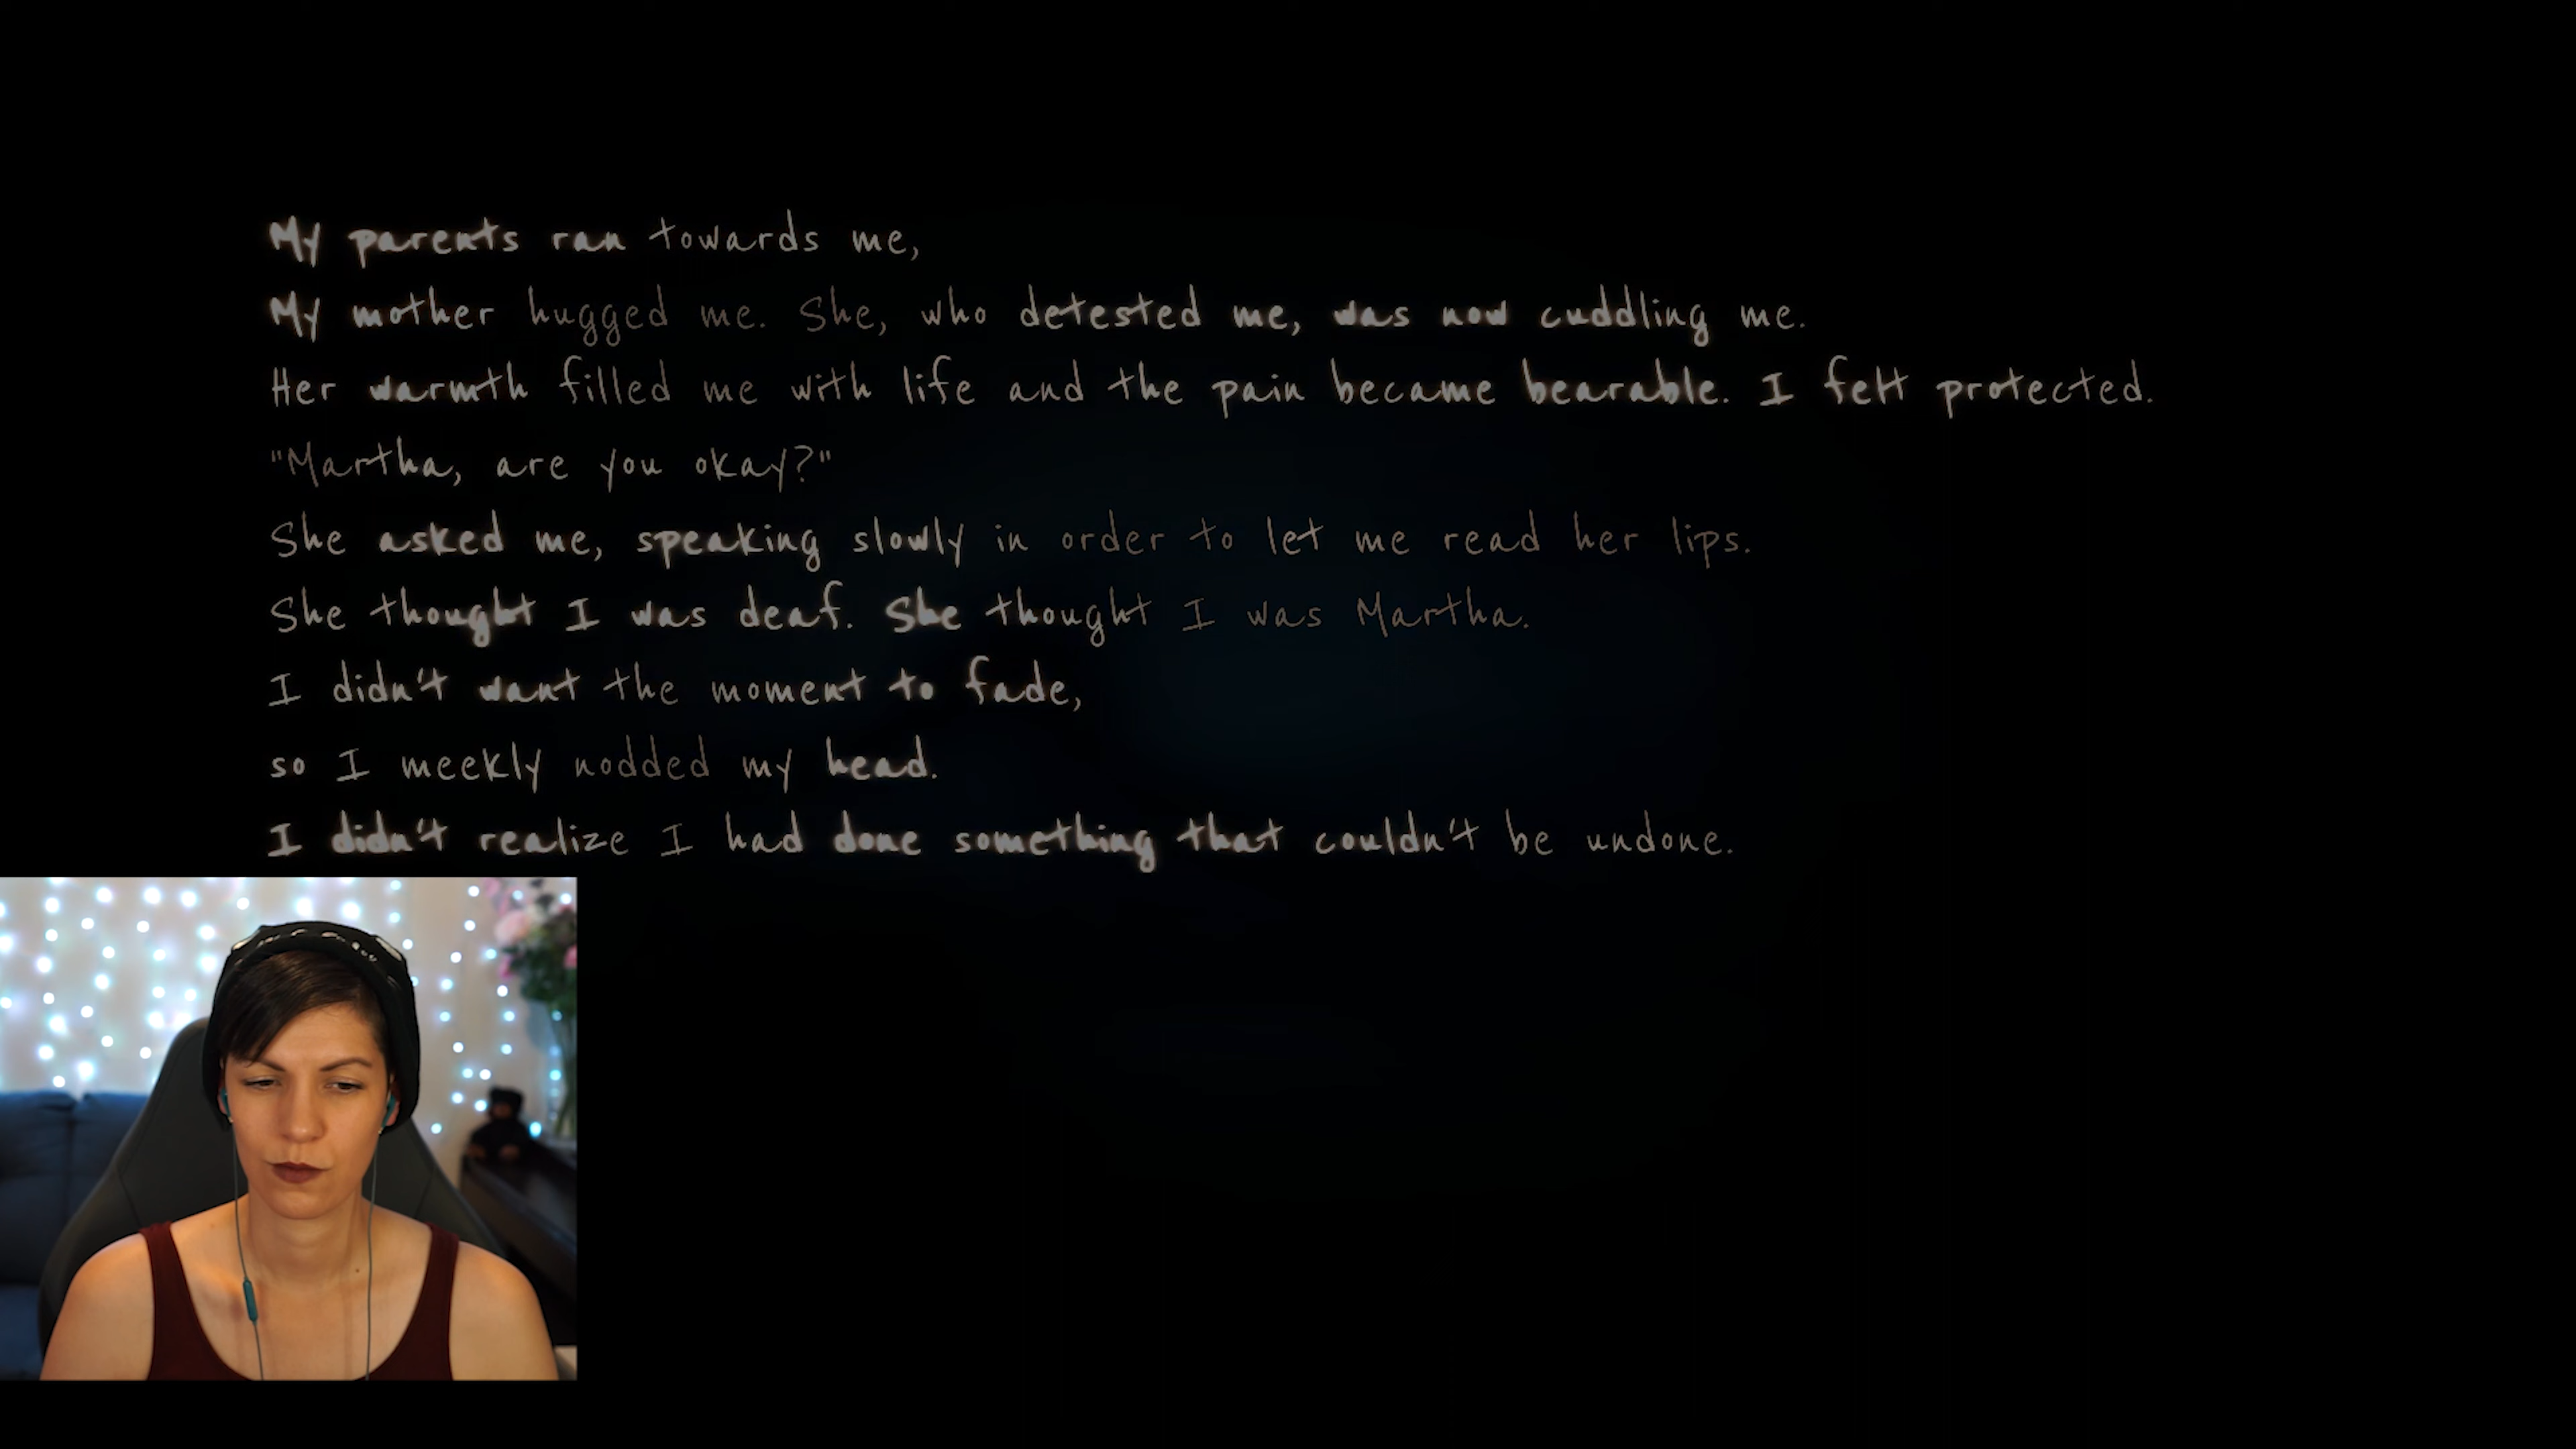 My parents ran towards me,
My mother hugged me. She, who detested me, was now cuddling me.
Her warmth filled me with life and the pain became bearable. I felt protected.
"Martha, are you okay?"
She asked me, speaking slowly in order to let me read her lips.
She thought I was deaf. She thought I was Martha.
I didn't want the moment to fade,
so I meekly nodded my head.
I didn't realize I had done something that couldn't be undone.